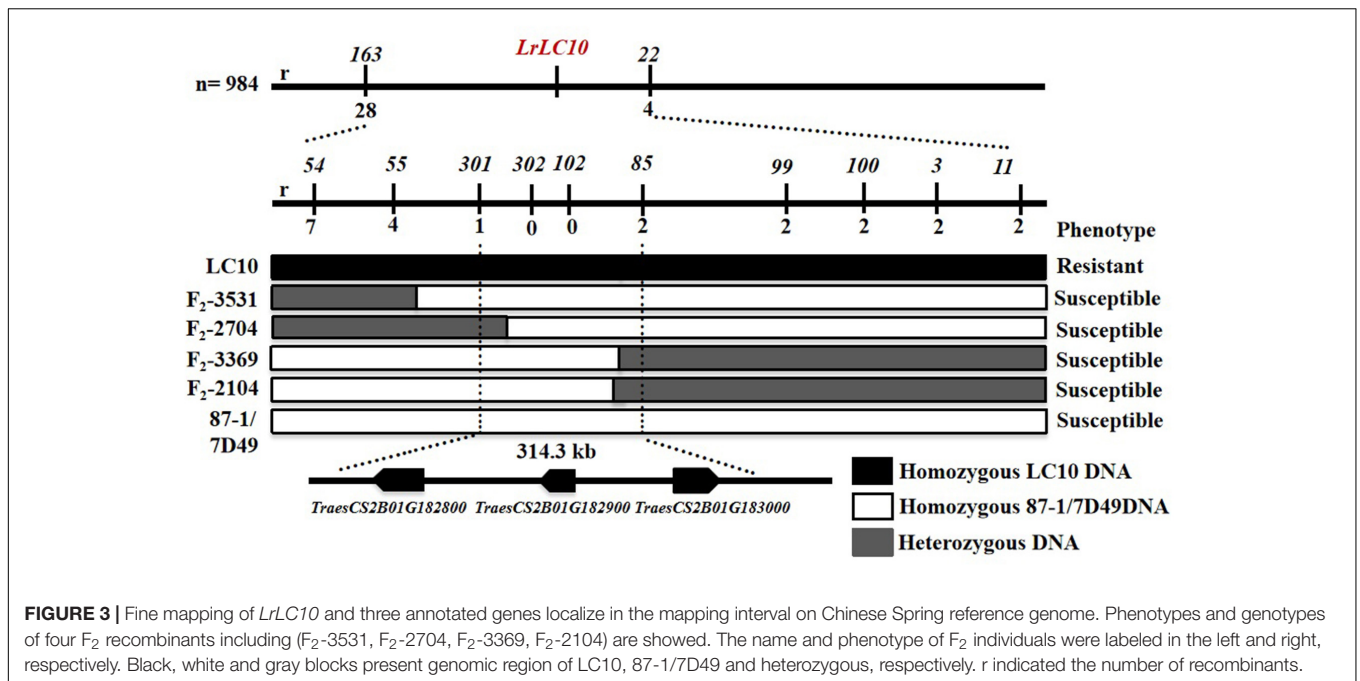 163 LrLC10 22
n= 984 r
28 4
54 55 301 302 102 85 99 100 3 11
r
7 4 1 0 0 2 2 2 2 2 Phenotype
LC10 Resistant
F2-3531 Susceptible
F2-2704 Susceptible
F2-3369 Susceptible
F2-2104 Susceptible
87-1/ Susceptible
7D49
314.3 kb
TraesCS2B01G182800 TraesCS2B01G182900 TraesCS2B01G183000
Homozygous LC10 DNA
Homozygous 87-1/7D49DNA
Heterozygous DNA
FIGURE 3 | Fine mapping of LrLC10 and three annotated genes localize in the mapping interval on Chinese Spring reference genome. Phenotypes and genotypes
of four F2 recombinants including (F2-3531, F2-2704, F2-3369, F2-2104) are showed. The name and phenotype of F2 individuals were labeled in the left and right,
respectively. Black, white and gray blocks present genomic region of LC10, 87-1/7D49 and heterozygous, respectively. r indicated the number of recombinants.